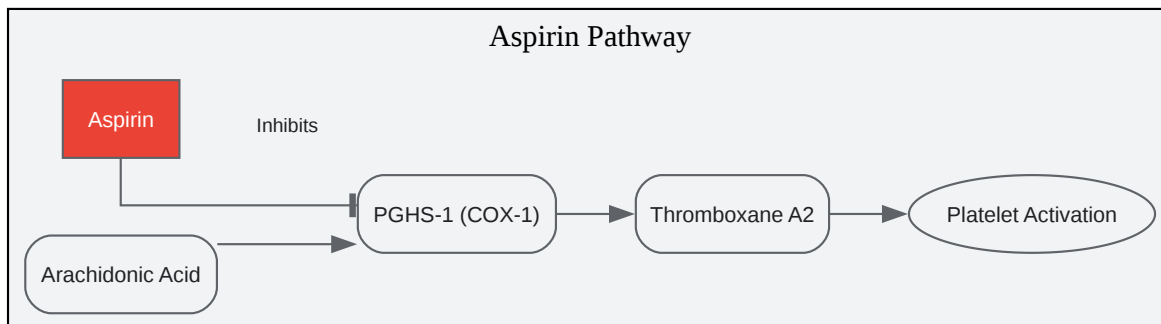 Aspirin Pathway
Aspirin
Inhibits
PGHS-1 (COX-1)
Thromboxane A2
Platelet Activation
Arachidonic Acid